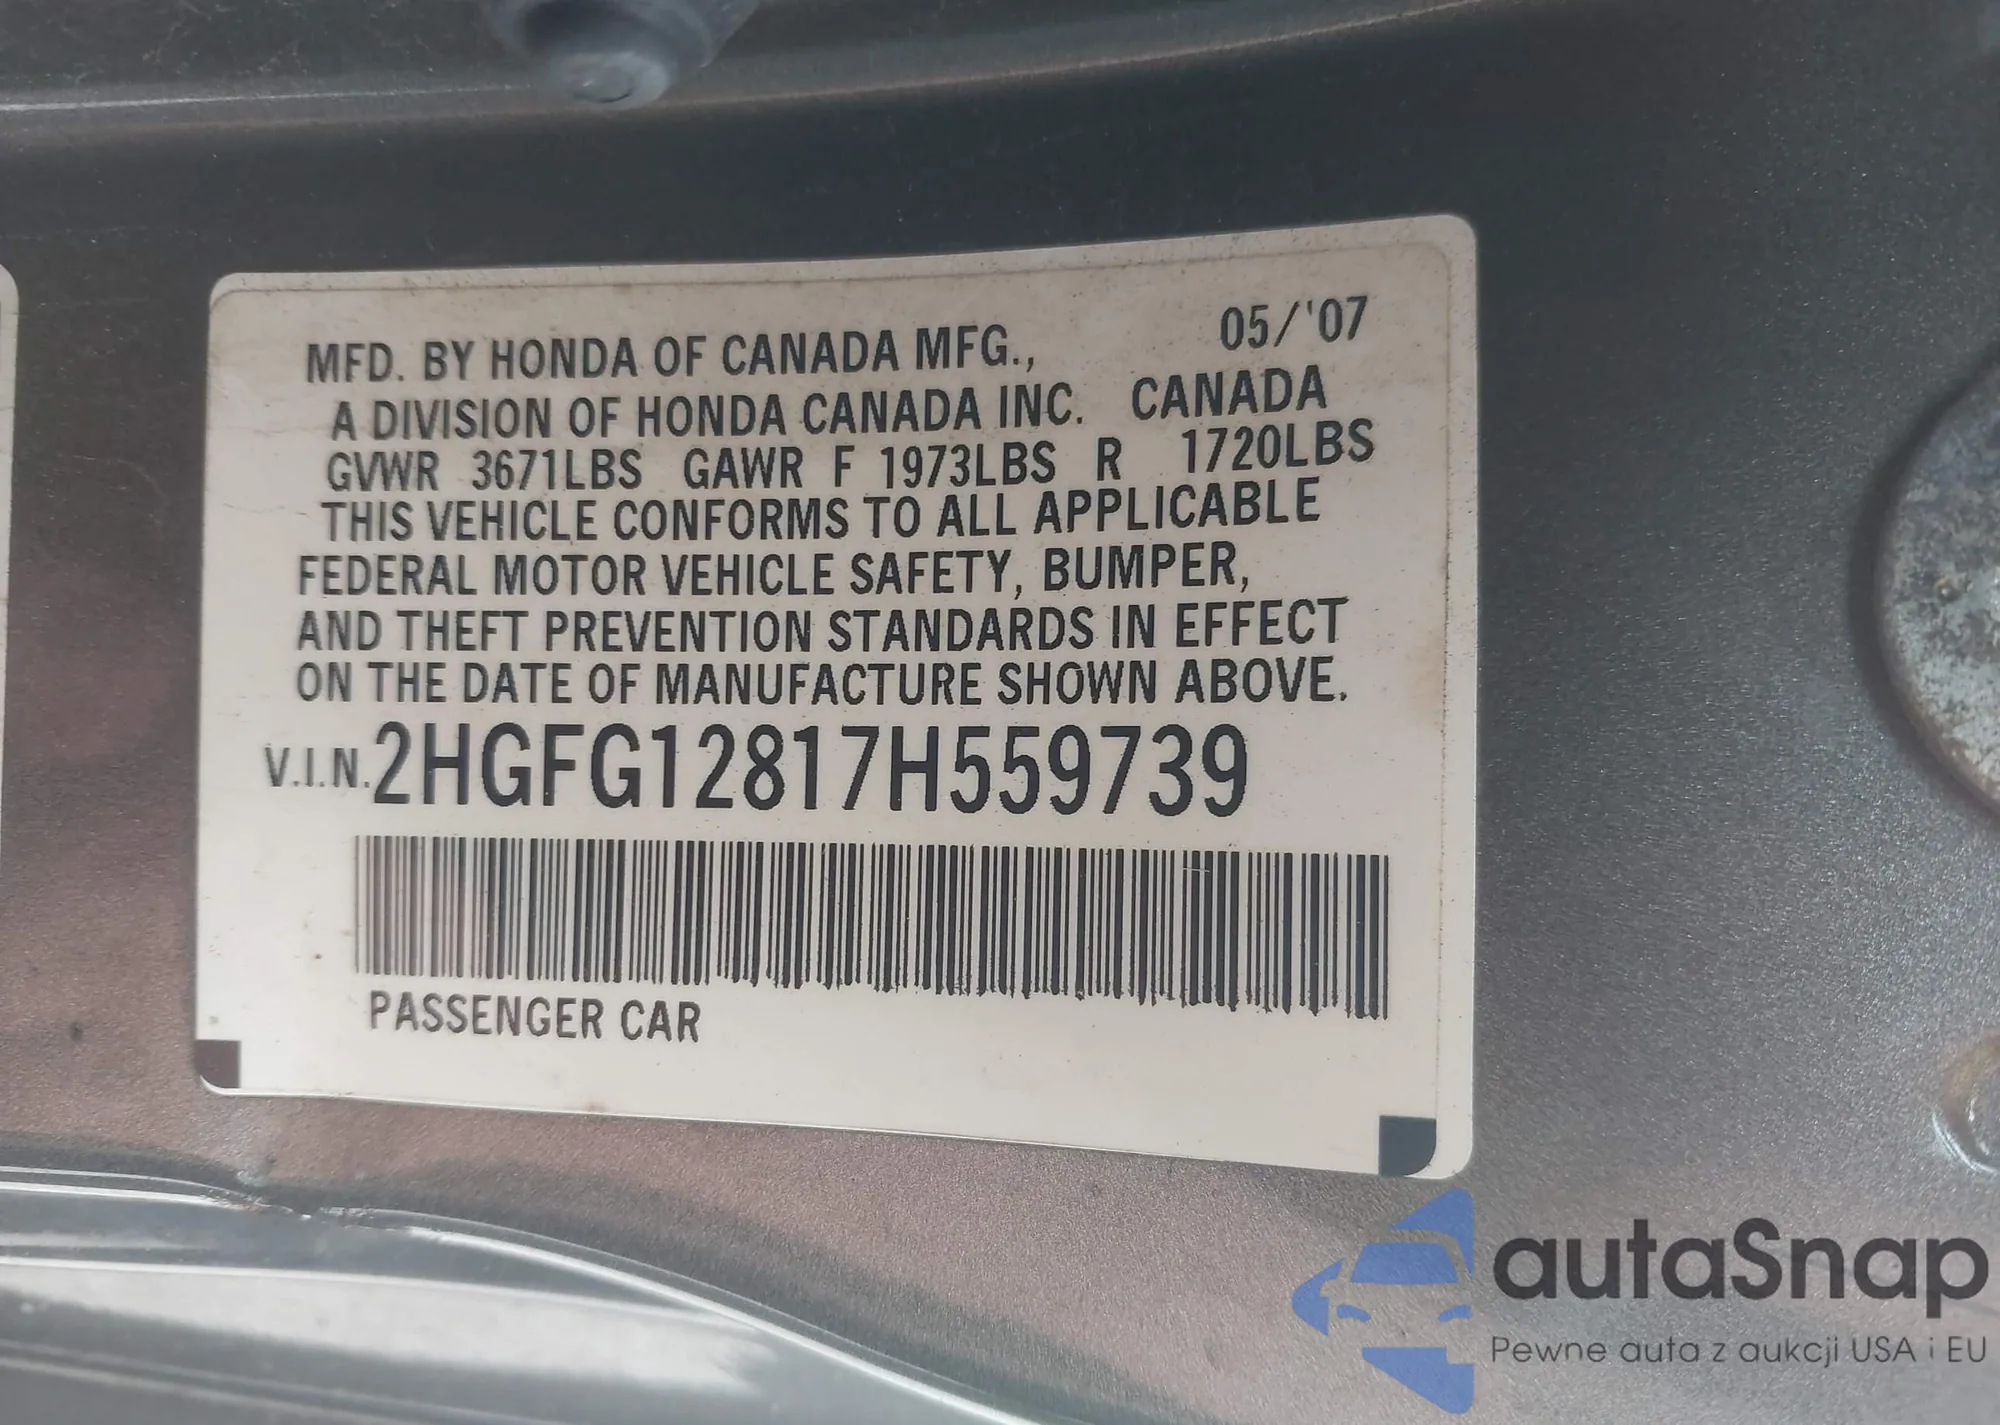 05/'07
MFD. BY HONDA OF CANADA MFG.,
A DIVISION OF HONDA CANADA INC. CANADA
GVWR 3671LBS GAWR F 1973LBS R 1720LBS
THIS VEHICLE CONFORMS TO ALL APPLICABLE
FEDERAL MOTOR VEHICLE SAFETY, BUMPER,
AND THEFT PREVENTION STANDARDS IN EFFECT
ON THE DATE OF MANUFACTURE SHOWN ABOVE.
V.I.N. 2HGFG12817H559739
PASSENGER CAR
autaSnap
Pewne auta z aukcji USA i EU